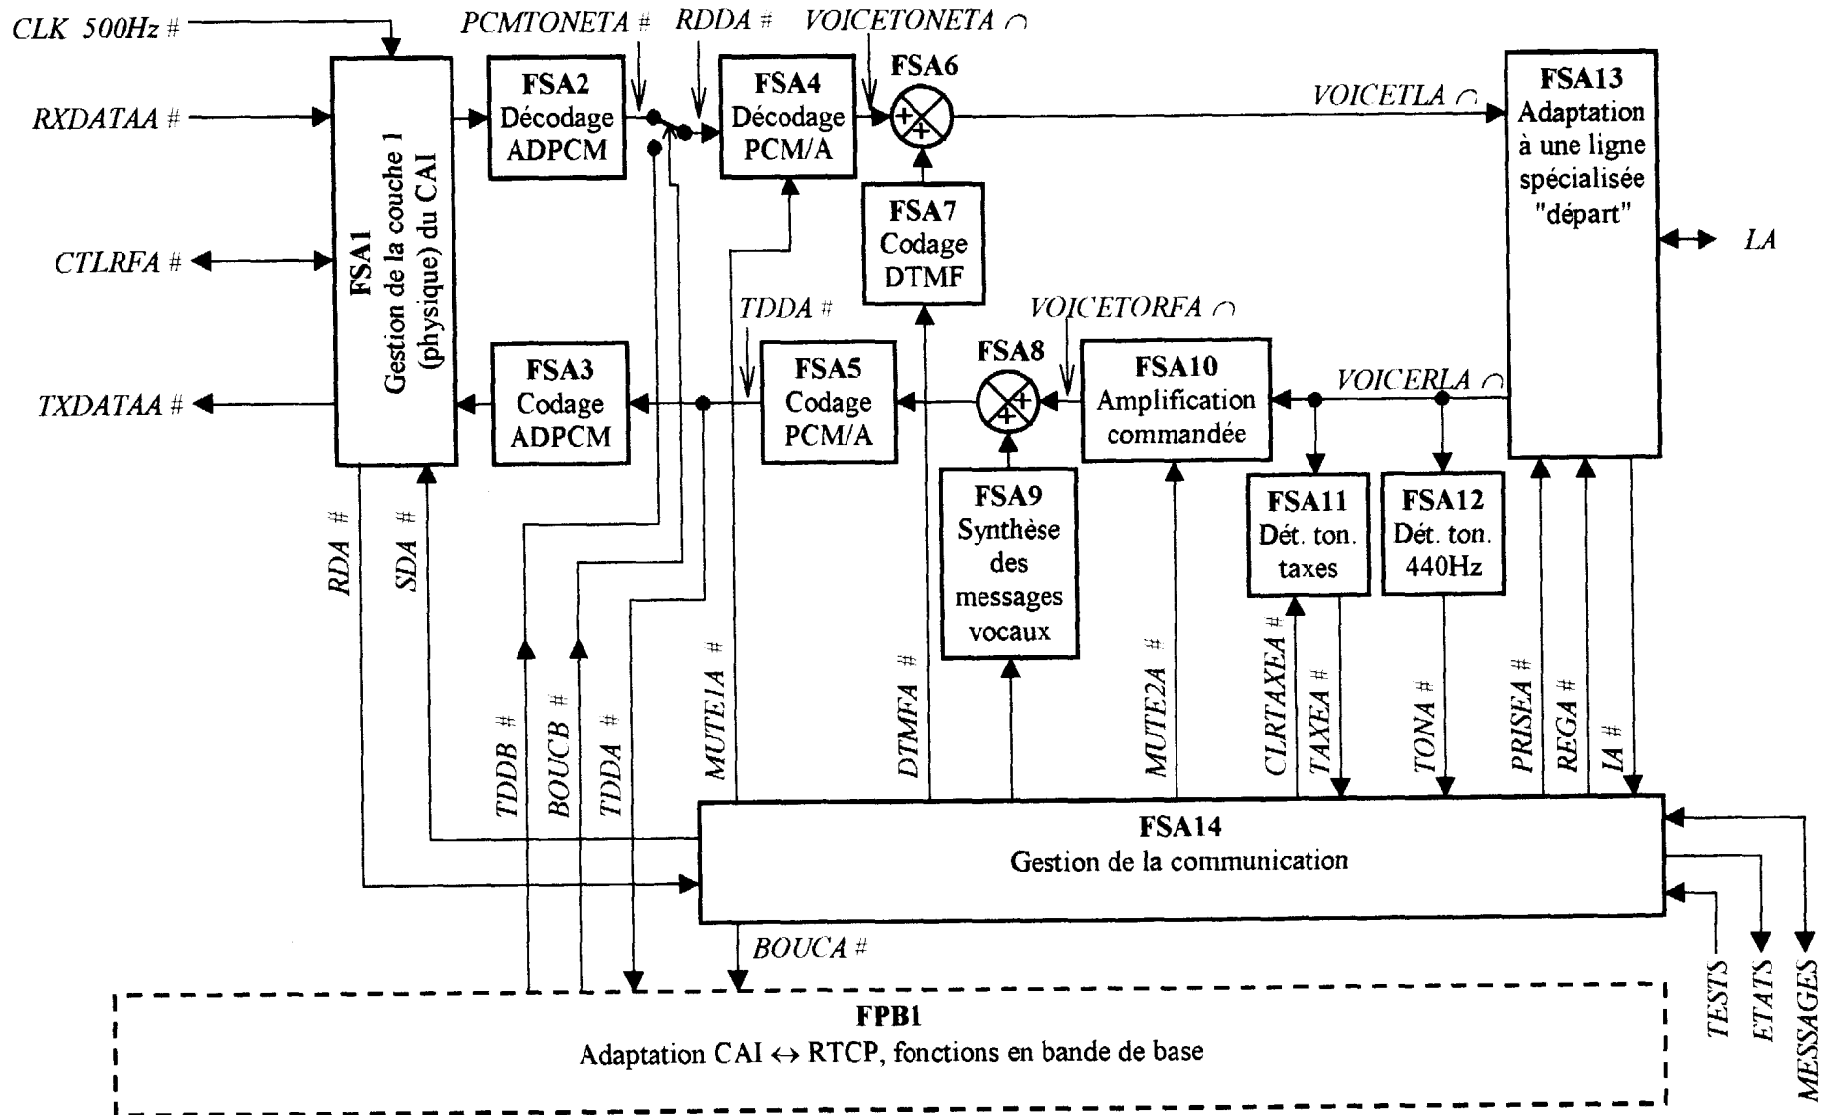 CLK 500Hz #
PCMTONETA #
RDDA #
VOICETONETA ∩
RXDATAA #
CTLRFA #
TXDATAA #
FSA1
Gestion de la couche 1
(physique) du CAI
FSA2
Décodage
ADPCM
FSA4
Décodage
PCM/A
FSA6
+
+
VOICETLA ∩
FSA13
Adaptation
à une ligne
spécialisée
"départ"
LA
FSA7
Codage
DTMF
TDDA #
VOICETORFA ∩
FSA3
Codage
ADPCM
FSA5
Codage
PCM/A
FSA8
+
+
FSA10
Amplification
commandée
VOICERLA ∩
FSA9
Synthèse
des
messages
vocaux
FSA11
Dét. ton.
taxes
FSA12
Dét. ton.
440Hz
RDA #
SDA #
TDDB #
BOUCB #
TDDA #
MUTE1A #
DTMFA #
MUTE2A #
CLRTAXEA #
TAXEA #
TONA #
PRISEA #
REGA #
IA #
FSA14
Gestion de la communication
BOUCA #
TESTS
ETATS
MESSAGES
FPB1
Adaptation CAI ↔ RTCP, fonctions en bande de base